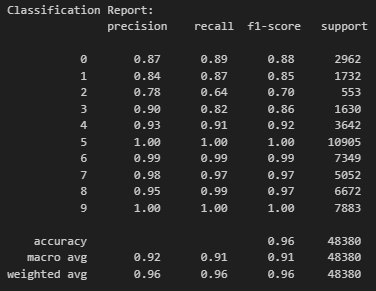 Classification Report:
precision recall f1-score support
0 0.87 0.89 0.88 2962
1 0.84 0.87 0.85 1732
2 0.78 0.64 0.70 553
3 0.90 0.82 0.86 1630
4 0.93 0.91 0.92 3642
5 1.00 1.00 1.00 10905
6 0.99 0.99 0.99 7349
7 0.98 0.97 0.97 5052
8 0.95 0.99 0.97 6672
9 1.00 1.00 1.00 7883
accuracy 0.96 48380
macro avg 0.92 0.91 0.91 48380
weighted avg 0.96 0.96 0.96 48380